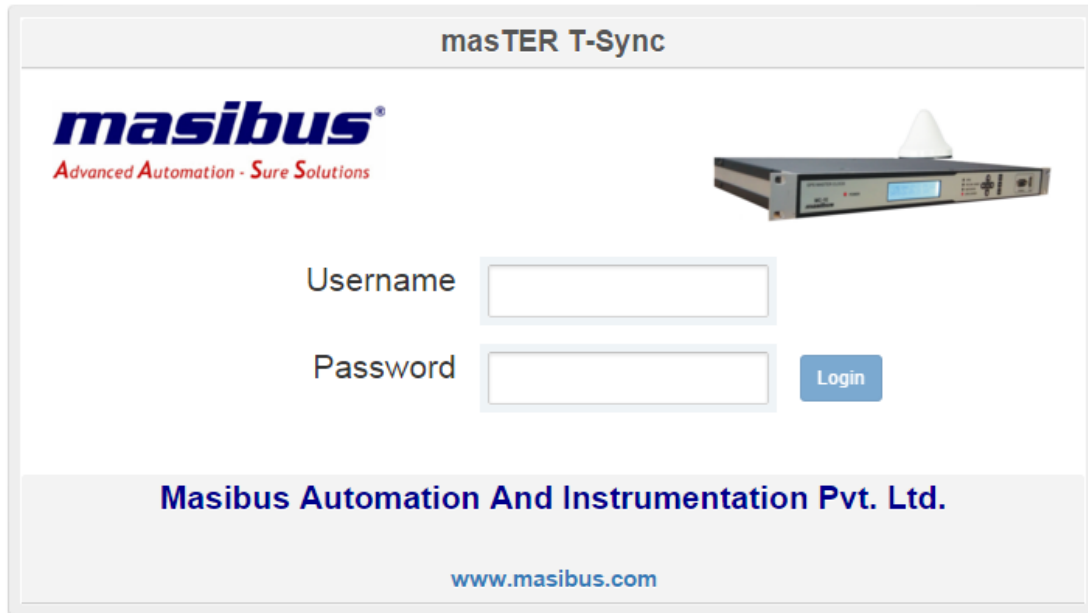 masTER T-Sync
masibus®
Advanced Automation - Sure Solutions
masibus
Username
Password
Login
Masibus Automation And Instrumentation Pvt. Ltd.
www.masibus.com